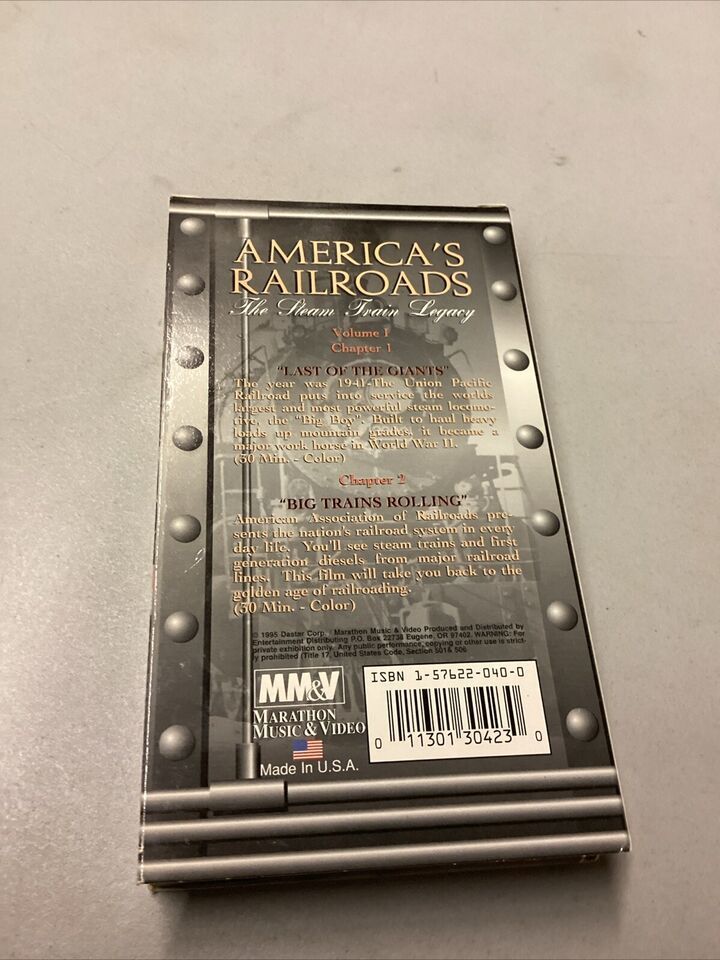 AMERICA'S
RAILROADS
The Steam Train Legacy
Volume I
Chapter 1
"LAST OF THE GIANTS"
The year was 1941-The Union Pacific
Railroad puts into service the worlds
largest and most powerful steam locomo-
tive, the "Big Boy". Built to haul heavy
loads up mountain grades, it became a
major work horse in World War II.
(30 Min. - Color)
Chapter 2
"BIG TRAINS ROLLING"
American Association of Railroads pre-
sents the nation's railroad system in every
day life. You'll see steam trains and first
generation diesels from major railroad
lines. This film will take you back to the
golden age of railroading.
(30 Min. - Color)
© 1995 Dastar Corp. / Marathon Music & Video Produced and Distributed by
Entertainment Distributing P.O. Box 22738 Eugene, OR 97402. WARNING: For
private exhibition only. Any public performance, copying or other use is strict-
ly prohibited (Title 17, United States Code, Section 501& 506
MM&V
MARATHON
MUSIC & VIDEO
Made In U.S.A.
ISBN 1-57622-040-0
0 11301 30423 0